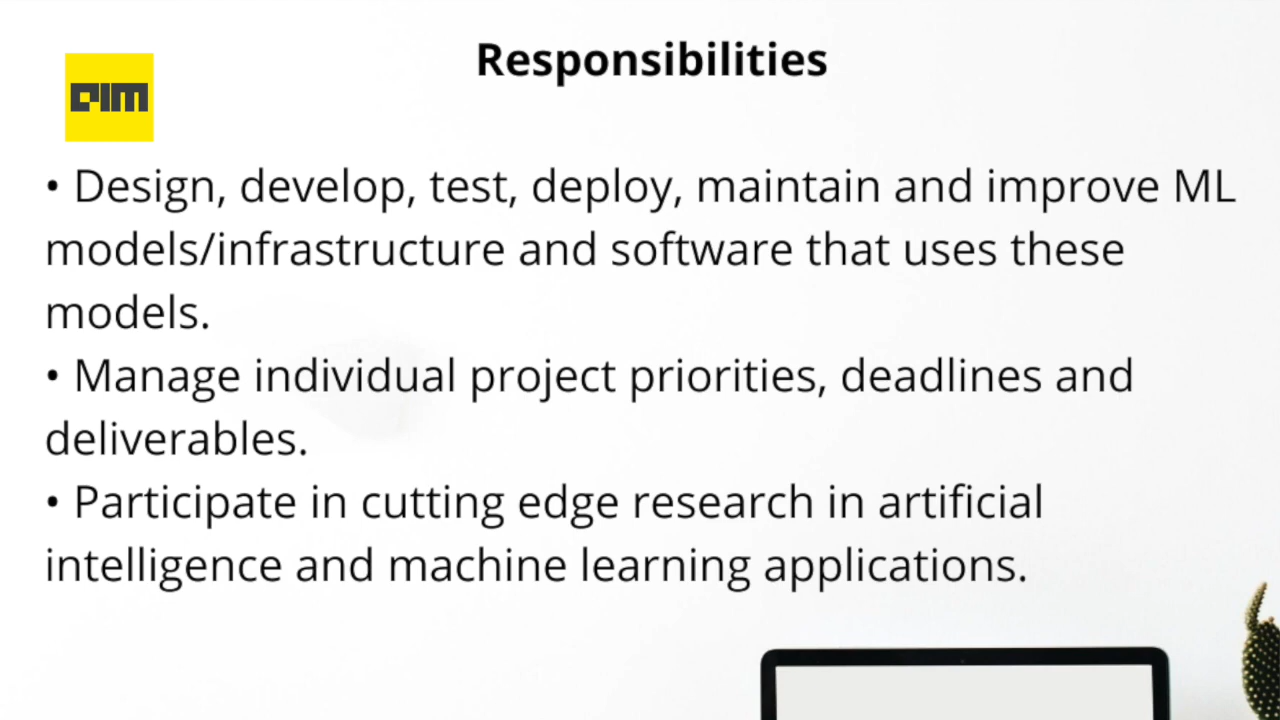 Responsibilities
AIM
• Design, develop, test, deploy, maintain and improve ML
models/infrastructure and software that uses these
models.
• Manage individual project priorities, deadlines and
deliverables.
• Participate in cutting edge research in artificial
intelligence and machine learning applications.